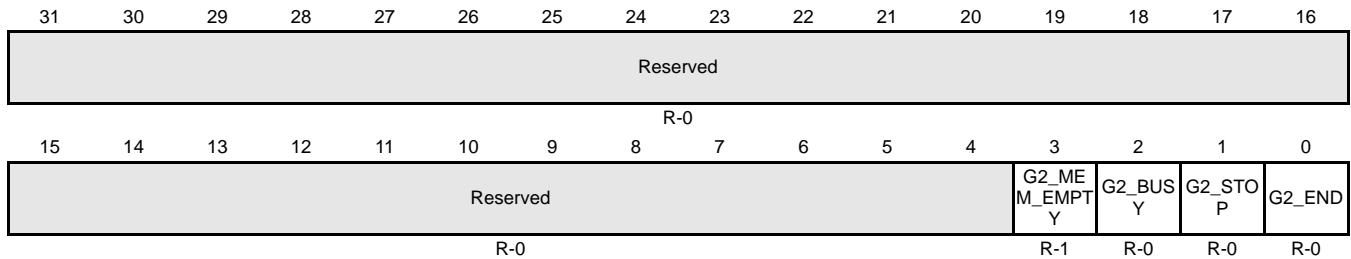 31 30 29 28 27 26 25 24 23 22 21 20 19 18 17 16
Reserved
R-0
15 14 13 12 11 10 9 8 7 6 5 4 3 2 1 0
Reserved
G2_ME
M_EMPT
Y
G2_BUS
Y
G2_STO
P
G2_END
R-0 R-1 R-0 R-0 R-0